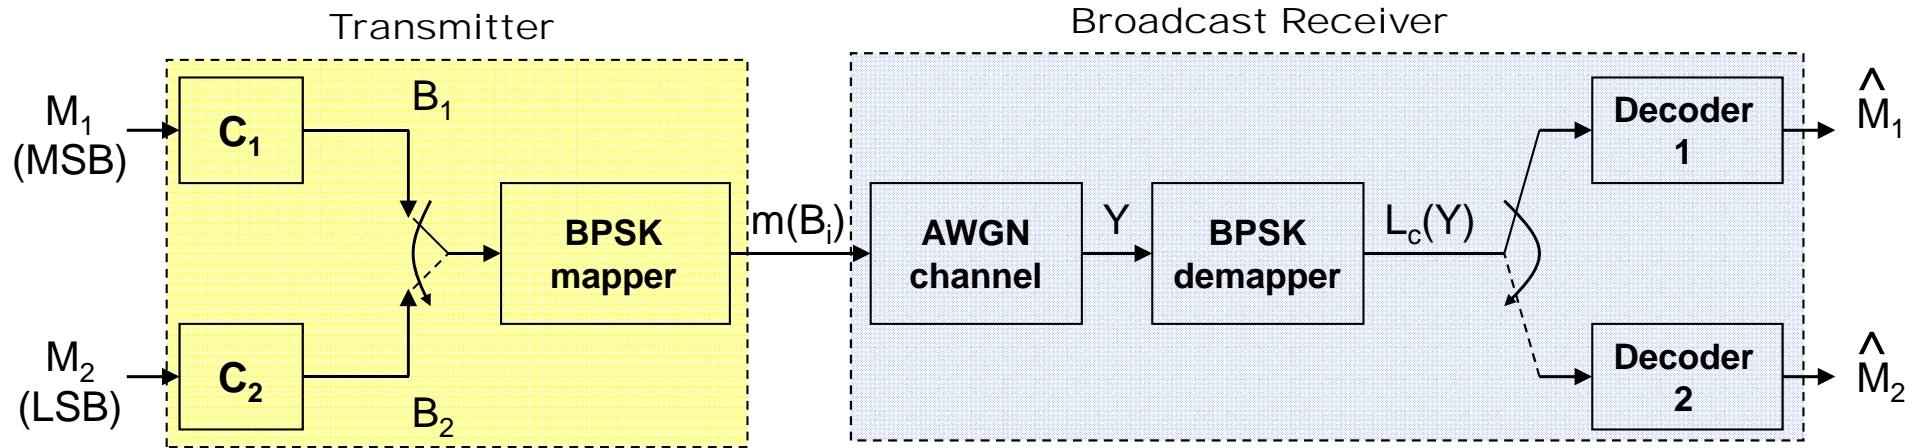 Transmitter
Broadcast Receiver
M₁
(MSB)
C₁
B₁
M₂
(LSB)
C₂
B₂
BPSK
mapper
m(Bᵢ)
AWGN
channel
Y
BPSK
demapper
L꜀(Y)
Decoder
1
M̂₁
Decoder
2
M̂₂